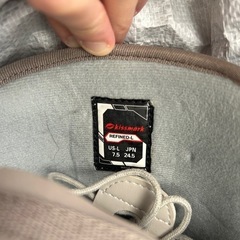 kissmark
REFINED-L
US-L JPN
7.5 24.5